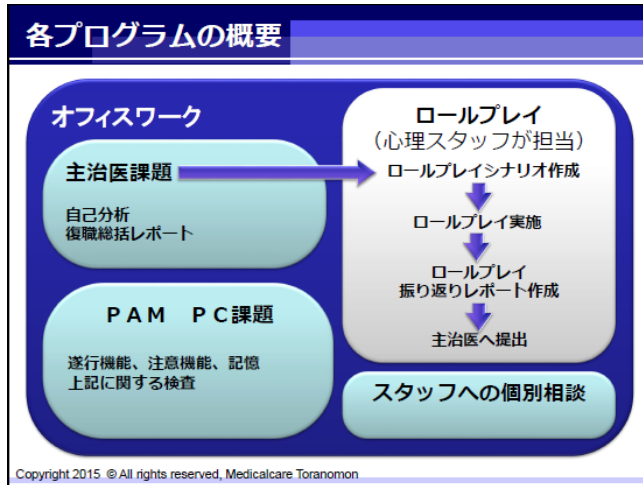 各プログラムの概要
オフィスワーク
主治医課題
自己分析
復職総括レポート
ＰＡＭ　ＰＣ課題
遂行機能、注意機能、記憶
上記に関する検査
ロールプレイ
（心理スタッフが担当）
ロールプレイシナリオ作成
ロールプレイ実施
ロールプレイ
振り返りレポート作成
主治医へ提出
スタッフへの個別相談
Copyright 2015 © All rights reserved, Medicalcare Toranomon